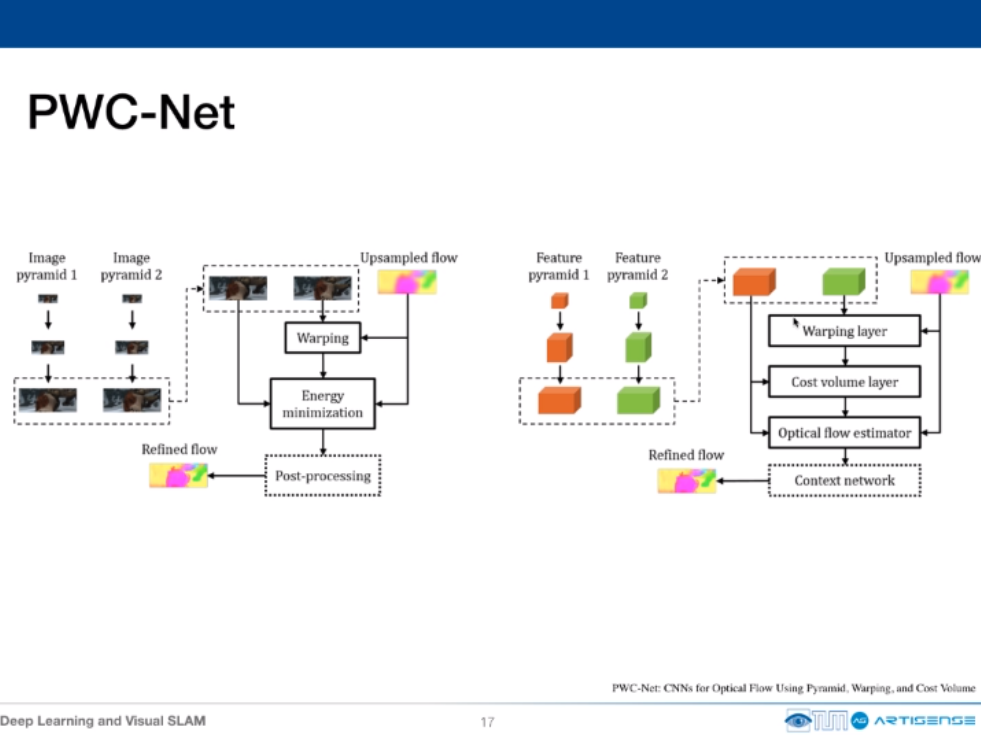 PWC-Net
Image
pyramid 1
Image
pyramid 2
Upsampled flow
Warping
Energy
minimization
Refined flow
Post-processing
Feature
pyramid 1
Feature
pyramid 2
Upsampled flow
Warping layer
Cost volume layer
Optical flow estimator
Refined flow
Context network
PWC-Net: CNNs for Optical Flow Using Pyramid, Warping, and Cost Volume
Deep Learning and Visual SLAM
17
TUM
AG ARTISENSE